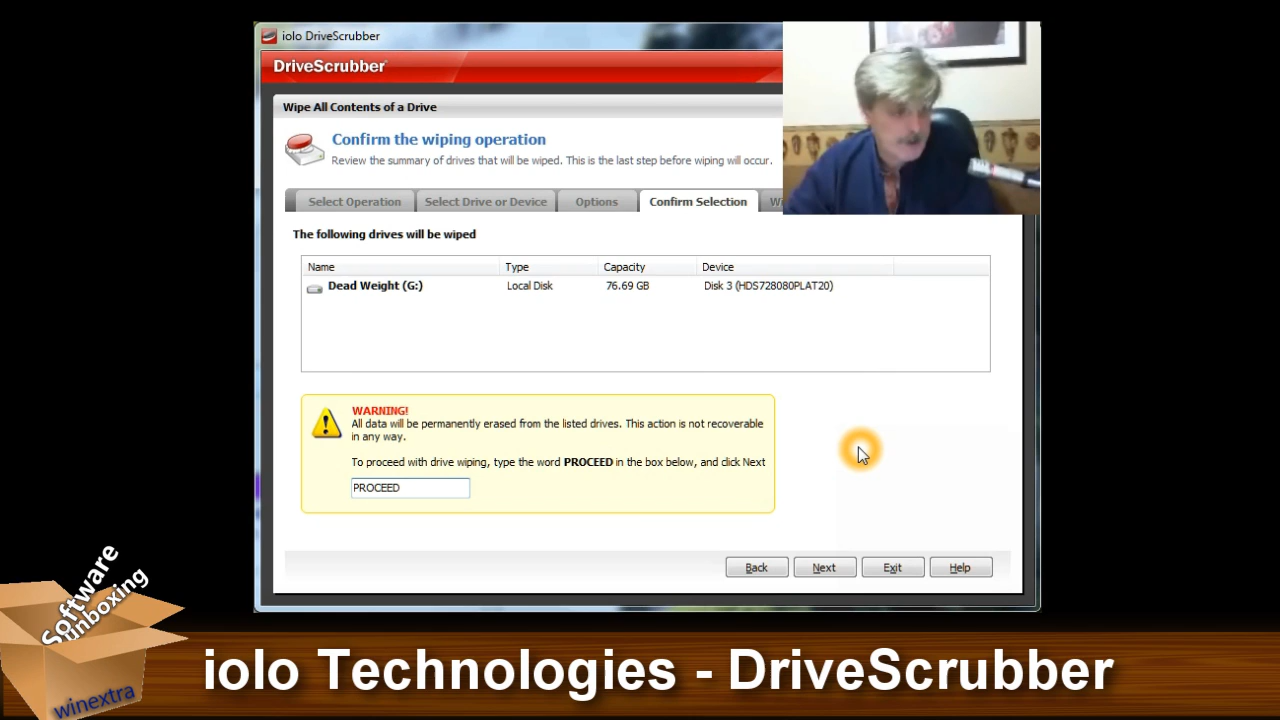 iolo DriveScrubber
DriveScrubber
Wipe All Contents of a Drive
Confirm the wiping operation
Review the summary of drives that will be wiped. This is the last step before wiping will occur.
Select Operation Select Drive or Device Options Confirm Selection
The following drives will be wiped
Name Type Capacity Device
Dead Weight (G:) Local Disk 76.69 GB Disk 3 (HDS728080PLAT20)
WARNING!
All data will be permanently erased from the listed drives. This action is not recoverable
in any way.
To proceed with drive wiping, type the word PROCEED in the box below, and click Next
PROCEED
Back Next Exit Help
Software
unboxing
winextra
iolo Technologies - DriveScrubber